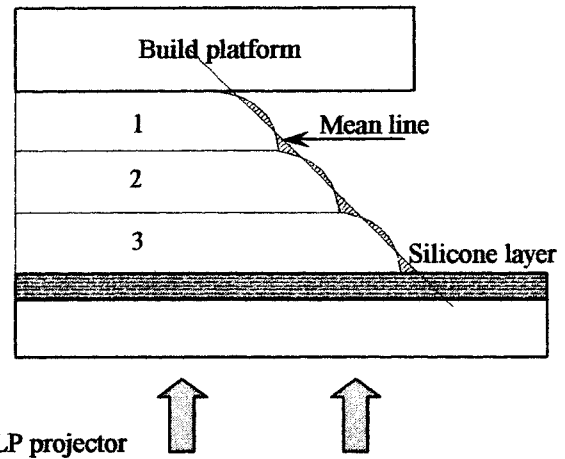 Build platform
1
Mean line
2
3
Silicone layer
LP projector